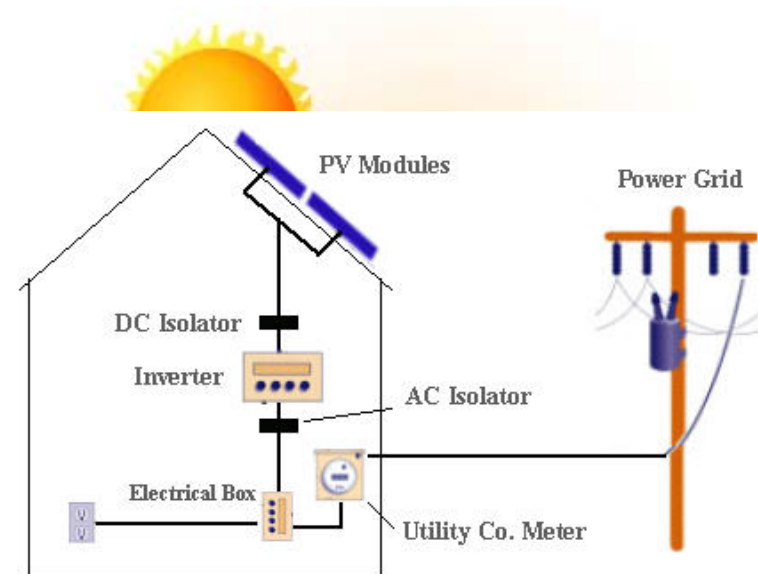 PV Modules
Power Grid
DC Isolator
Inverter
AC Isolator
Electrical Box
Utility Co. Meter